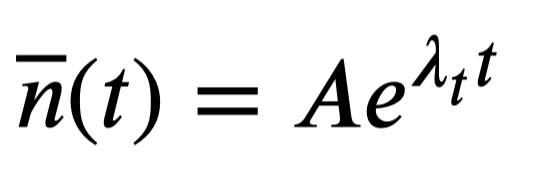 n̅(t) = Ae^{λ_t t}